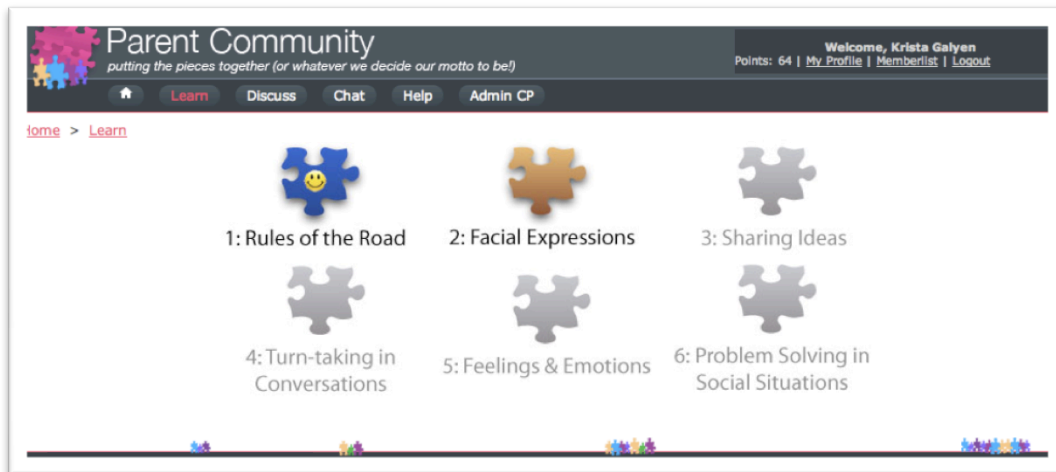 Parent Community
putting the pieces together (or whatever we decide our motto to be!)
Welcome, Krista Galyen
Points: 64 | My Profile | Memberlist | Logout
Learn Discuss Chat Help Admin CP
Home > Learn
1: Rules of the Road
2: Facial Expressions
3: Sharing Ideas
4: Turn-taking in
Conversations
5: Feelings & Emotions
6: Problem Solving in
Social Situations